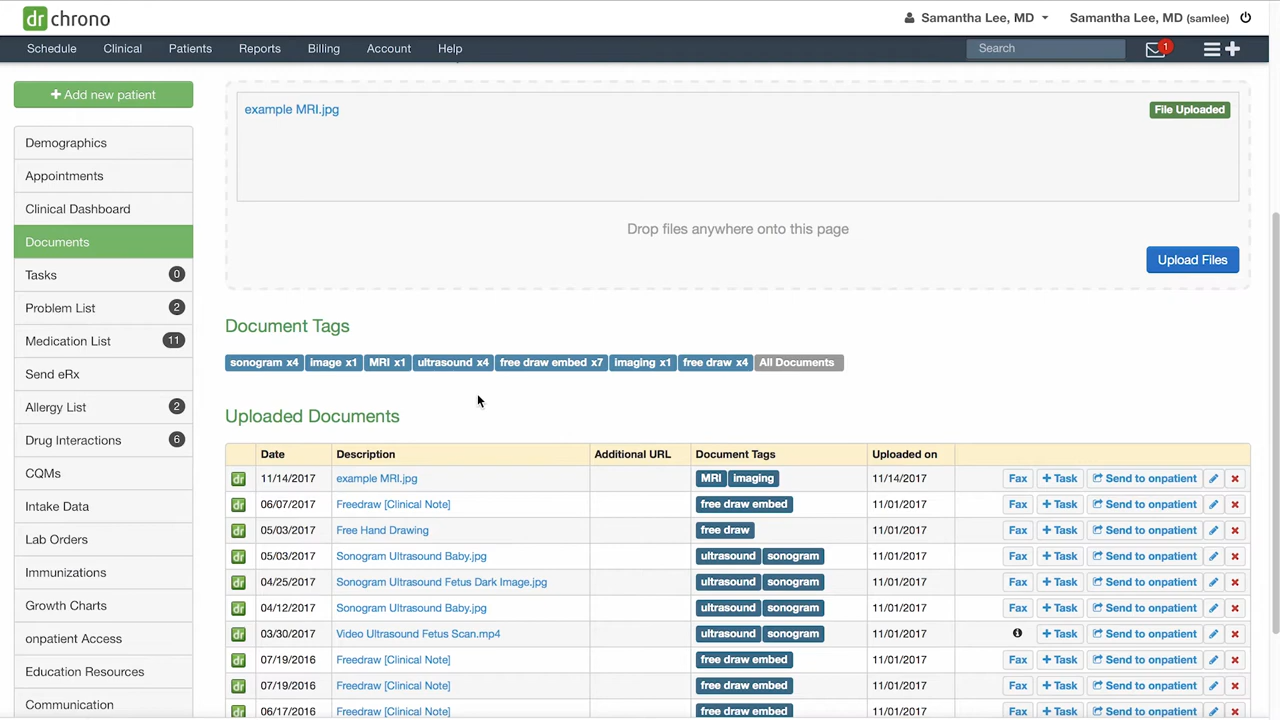 dr chrono
Samantha Lee, MD
Samantha Lee, MD (samlee)
Schedule Clinical Patients Reports Billing Account Help
Search
1
+ Add new patient
Demographics
Appointments
Clinical Dashboard
Documents
Tasks 0
Problem List 2
Medication List 11
Send eRx
Allergy List 2
Drug Interactions 6
CQMs
Intake Data
Lab Orders
Immunizations
Growth Charts
onpatient Access
Education Resources
Communication
example MRI.jpg File Uploaded
Drop files anywhere onto this page
Upload Files
Document Tags
sonogram x4 image x1 MRI x1 ultrasound x4 free draw embed x7 imaging x1 free draw x4 All Documents
Uploaded Documents
Date Description Additional URL Document Tags Uploaded on
dr 11/14/2017 example MRI.jpg MRI imaging 11/14/2017 Fax + Task Send to onpatient
dr 06/07/2017 Freedraw [Clinical Note] free draw embed 11/01/2017 Fax + Task Send to onpatient
dr 05/03/2017 Free Hand Drawing free draw 11/01/2017 Fax + Task Send to onpatient
dr 05/03/2017 Sonogram Ultrasound Baby.jpg ultrasound sonogram 11/01/2017 Fax + Task Send to onpatient
dr 04/25/2017 Sonogram Ultrasound Fetus Dark Image.jpg ultrasound sonogram 11/01/2017 Fax + Task Send to onpatient
dr 04/12/2017 Sonogram Ultrasound Baby.jpg ultrasound sonogram 11/01/2017 Fax + Task Send to onpatient
dr 03/30/2017 Video Ultrasound Fetus Scan.mp4 ultrasound sonogram 11/01/2017 + Task Send to onpatient
dr 07/19/2016 Freedraw [Clinical Note] free draw embed 11/01/2017 Fax + Task Send to onpatient
dr 07/19/2016 Freedraw [Clinical Note] free draw embed 11/01/2017 Fax + Task Send to onpatient
dr 06/17/2016 Freedraw [Clinical Note] free draw embed 11/01/2017 Fax + Task Send to onpatient